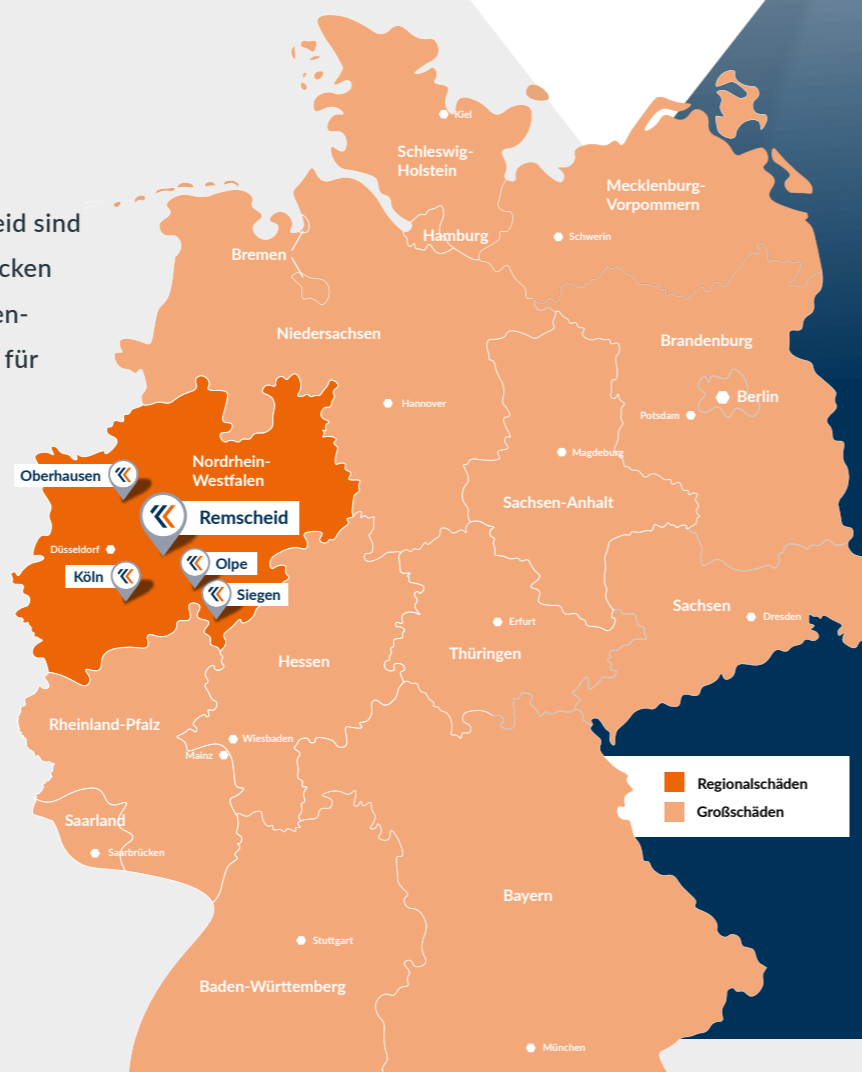 Kiel
Schleswig-
Holstein
Mecklenburg-
Vorpommern
eid sind
Hamburg
Schwerin
Bremen
cken
en-
Niedersachsen
Brandenburg
für
Berlin
Hannover
Potsdam
Magdeburg
Nordrhein-
Westfalen
Oberhausen
Sachsen-Anhalt
Remscheid
Düsseldorf
Olpe
Köln
Siegen
Sachsen
Dresden
Erfurt
Thüringen
Hessen
Rheinland-Pfalz
Wiesbaden
Mainz
Regionalschäden
Großschäden
Saarland
Saarbrücken
Bayern
Stuttgart
Baden-Württemberg
München